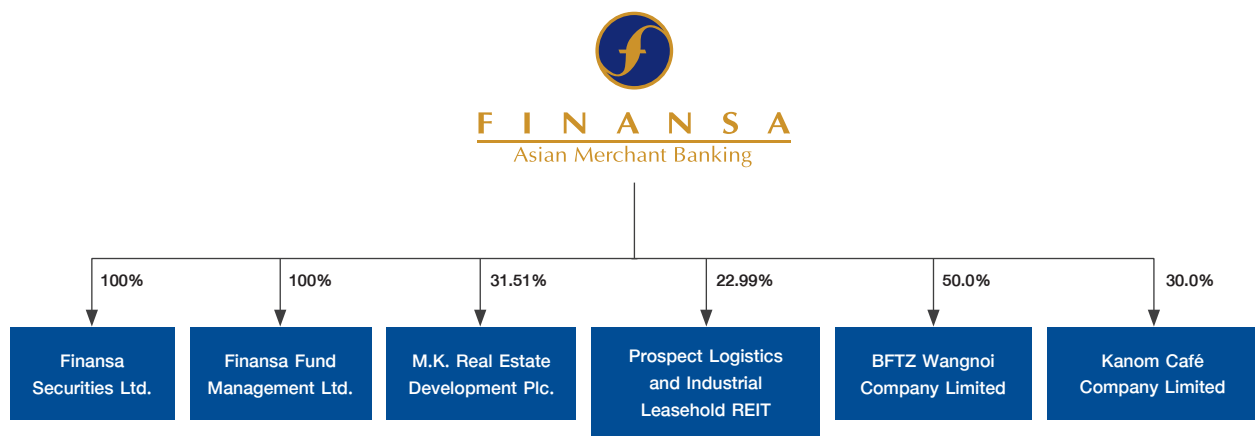 FINANSA
Asian Merchant Banking
100%
100%
31.51%
22.99%
50.0%
30.0%
Finansa
Securities Ltd.
Finansa Fund
Management Ltd.
M.K. Real Estate
Development Plc.
Prospect Logistics
and Industrial
Leasehold REIT
BFTZ Wangnoi
Company Limited
Kanom Café
Company Limited